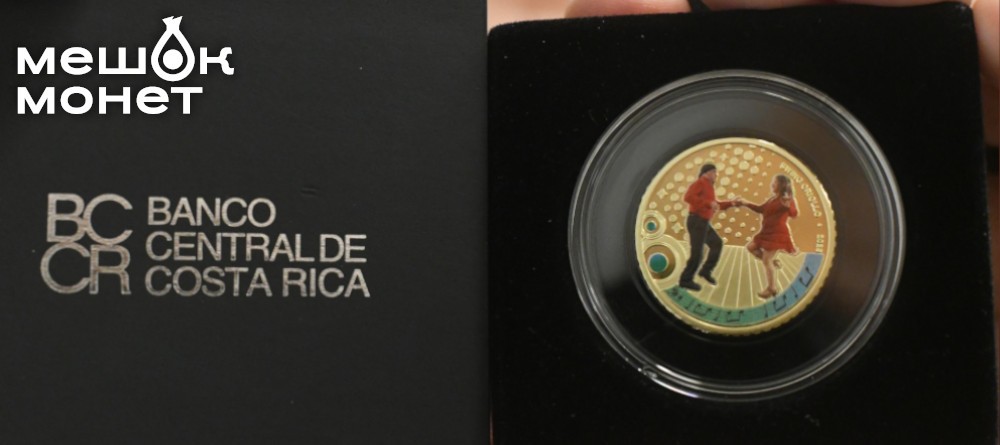 мешок
монет
BC
CR
BANCO
CENTRAL DE
COSTA RICA